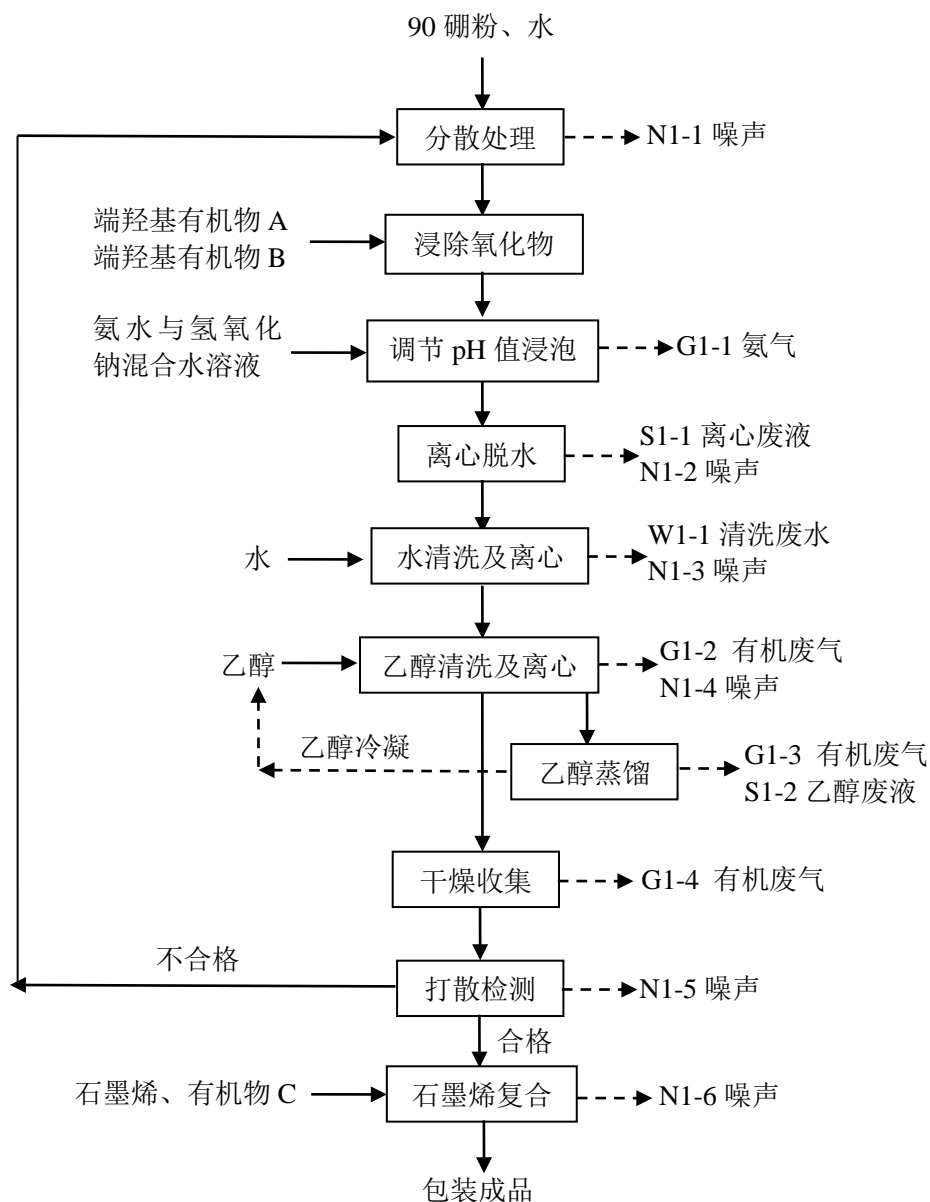 90 硼粉、水
分散处理
N1-1 噪声
端羟基有机物 A
端羟基有机物 B
浸除氧化物
氨水与氢氧化
钠混合水溶液
调节 pH 值浸泡
G1-1 氨气
离心脱水
S1-1 离心废液
N1-2 噪声
水
水清洗及离心
W1-1 清洗废水
N1-3 噪声
乙醇
乙醇清洗及离心
G1-2 有机废气
N1-4 噪声
乙醇冷凝
乙醇蒸馏
G1-3 有机废气
S1-2 乙醇废液
干燥收集
G1-4 有机废气
不合格
打散检测
N1-5 噪声
合格
石墨烯、有机物 C
石墨烯复合
N1-6 噪声
包装成品